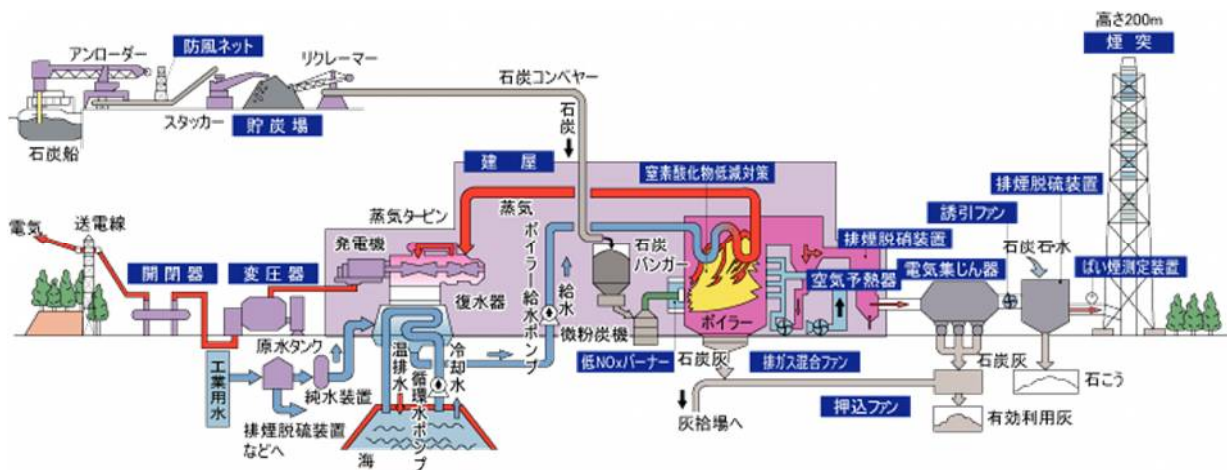 高さ200m
煙突
アンローダー
防風ネット
リクレーマー
石炭コンベヤー
スタッカー
貯炭場
石炭船
石炭
建屋
窒素酸化物低減対策
排煙脱硫装置
誘引ファン
電気
送電線
蒸気タービン
蒸気
発電機
石炭
バンガー
排煙脱硝装置
石炭石・水
開閉器
変圧器
ボイラー給水ポンプ
給水
空気予熱器
電気集じん器
ばい煙測定装置
復水器
ボイラー
微粉炭機
原水タンク
温排水
循環水ポンプ
冷却水
低NOxバーナー
石炭灰
排ガス混合ファン
石炭灰
工業用水
純水装置
石こう
押込ファン
排煙脱硫装置
などへ
灰捨場へ
有効利用灰
海